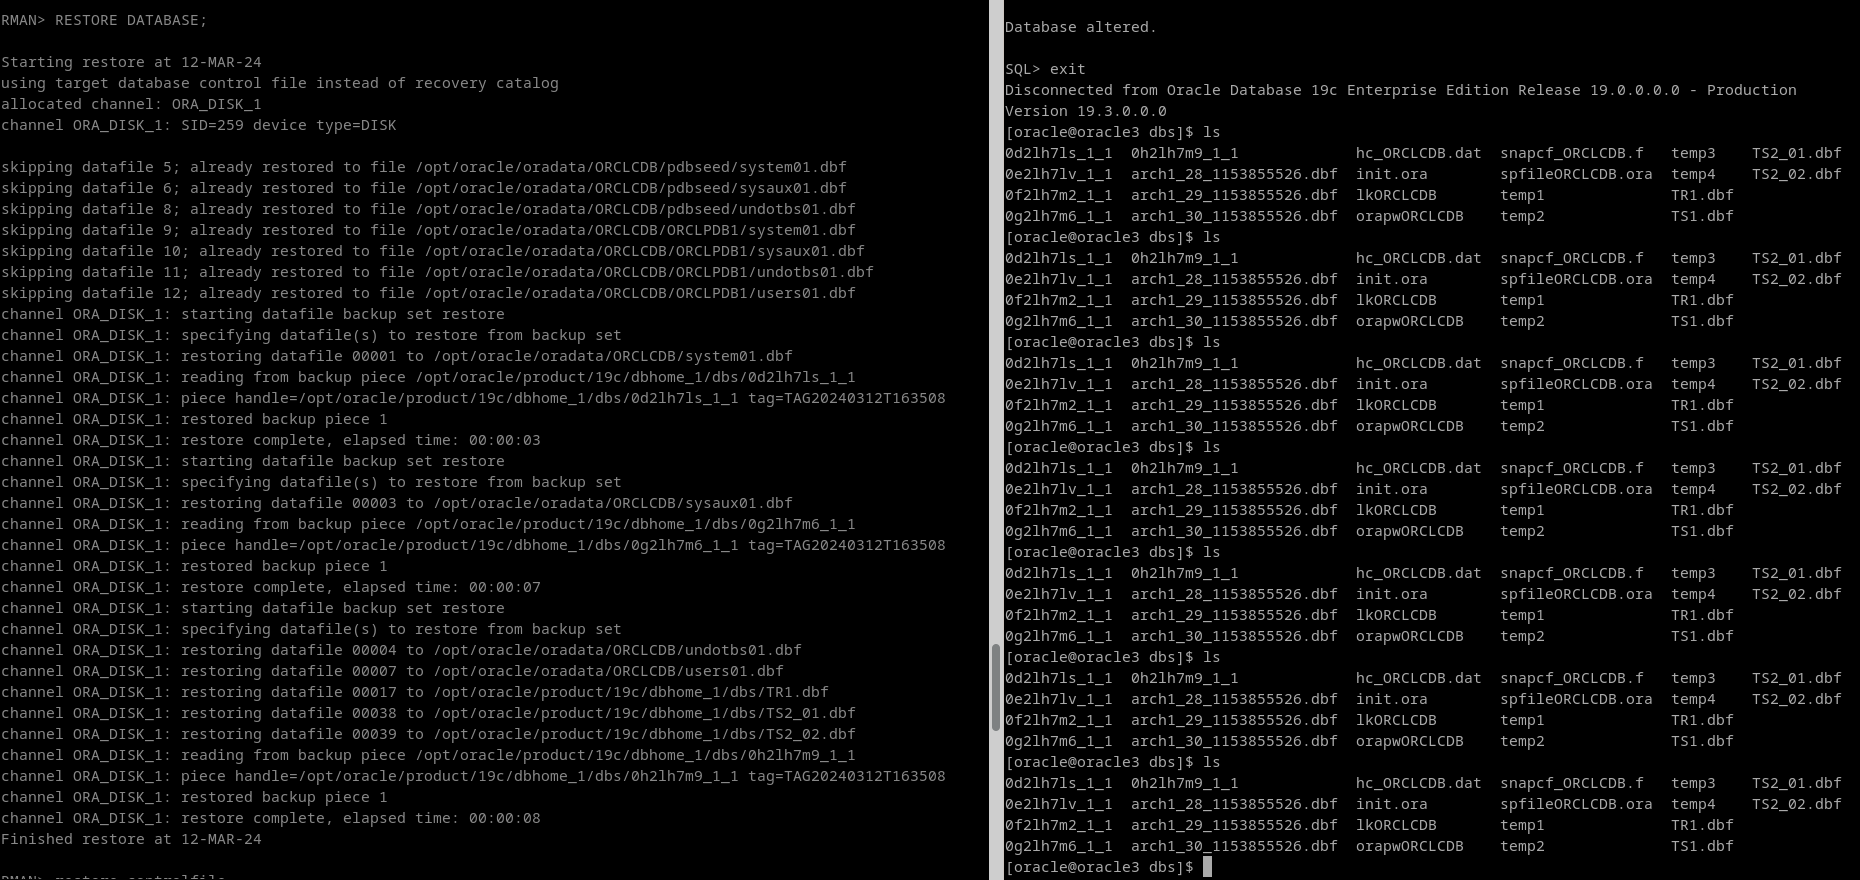 RMAN> RESTORE DATABASE;
Starting restore at 12-MAR-24
using target database control file instead of recovery catalog
allocated channel: ORA_DISK_1
channel ORA_DISK_1: SID=259 device type=DISK
skipping datafile 5; already restored to file /opt/oracle/oradata/ORCLCDB/pdbseed/system01.dbf
skipping datafile 6; already restored to file /opt/oracle/oradata/ORCLCDB/pdbseed/sysaux01.dbf
skipping datafile 8; already restored to file /opt/oracle/oradata/ORCLCDB/pdbseed/undotbs01.dbf
skipping datafile 9; already restored to file /opt/oracle/oradata/ORCLCDB/ORCLPDB1/system01.dbf
skipping datafile 10; already restored to file /opt/oracle/oradata/ORCLCDB/ORCLPDB1/sysaux01.dbf
skipping datafile 11; already restored to file /opt/oracle/oradata/ORCLCDB/ORCLPDB1/undotbs01.dbf
skipping datafile 12; already restored to file /opt/oracle/oradata/ORCLCDB/ORCLPDB1/users01.dbf
channel ORA_DISK_1: starting datafile backup set restore
channel ORA_DISK_1: specifying datafile(s) to restore from backup set
channel ORA_DISK_1: restoring datafile 00001 to /opt/oracle/oradata/ORCLCDB/system01.dbf
channel ORA_DISK_1: reading from backup piece /opt/oracle/product/19c/dbhome_1/dbs/0d2lh7ls_1_1
channel ORA_DISK_1: piece handle=/opt/oracle/product/19c/dbhome_1/dbs/0d2lh7ls_1_1 tag=TAG20240312T163508
channel ORA_DISK_1: restored backup piece 1
channel ORA_DISK_1: restore complete, elapsed time: 00:00:03
channel ORA_DISK_1: starting datafile backup set restore
channel ORA_DISK_1: specifying datafile(s) to restore from backup set
channel ORA_DISK_1: restoring datafile 00003 to /opt/oracle/oradata/ORCLCDB/sysaux01.dbf
channel ORA_DISK_1: reading from backup piece /opt/oracle/product/19c/dbhome_1/dbs/0g2lh7m6_1_1
channel ORA_DISK_1: piece handle=/opt/oracle/product/19c/dbhome_1/dbs/0g2lh7m6_1_1 tag=TAG20240312T163508
channel ORA_DISK_1: restored backup piece 1
channel ORA_DISK_1: restore complete, elapsed time: 00:00:07
channel ORA_DISK_1: starting datafile backup set restore
channel ORA_DISK_1: specifying datafile(s) to restore from backup set
channel ORA_DISK_1: restoring datafile 00004 to /opt/oracle/oradata/ORCLCDB/undotbs01.dbf
channel ORA_DISK_1: restoring datafile 00007 to /opt/oracle/oradata/ORCLCDB/users01.dbf
channel ORA_DISK_1: restoring datafile 00017 to /opt/oracle/product/19c/dbhome_1/dbs/TR1.dbf
channel ORA_DISK_1: restoring datafile 00038 to /opt/oracle/product/19c/dbhome_1/dbs/TS2_01.dbf
channel ORA_DISK_1: restoring datafile 00039 to /opt/oracle/product/19c/dbhome_1/dbs/TS2_02.dbf
channel ORA_DISK_1: reading from backup piece /opt/oracle/product/19c/dbhome_1/dbs/0h2lh7m9_1_1
channel ORA_DISK_1: piece handle=/opt/oracle/product/19c/dbhome_1/dbs/0h2lh7m9_1_1 tag=TAG20240312T163508
channel ORA_DISK_1: restored backup piece 1
channel ORA_DISK_1: restore complete, elapsed time: 00:00:08
Finished restore at 12-MAR-24
Database altered.
SQL> exit
Disconnected from Oracle Database 19c Enterprise Edition Release 19.0.0.0.0 - Production
Version 19.3.0.0.0
[oracle@oracle3 dbs]$ ls
0d2lh7ls_1_1 0h2lh7m9_1_1 hc_ORCLCDB.dat snapcf_ORCLCDB.f temp3 TS2_01.dbf
0e2lh7lv_1_1 arch1_28_1153855526.dbf init.ora spfileORCLCDB.ora temp4 TS2_02.dbf
0f2lh7m2_1_1 arch1_29_1153855526.dbf lkORCLCDB temp1 TR1.dbf
0g2lh7m6_1_1 arch1_30_1153855526.dbf orapwORCLCDB temp2 TS1.dbf
[oracle@oracle3 dbs]$ ls
0d2lh7ls_1_1 0h2lh7m9_1_1 hc_ORCLCDB.dat snapcf_ORCLCDB.f temp3 TS2_01.dbf
0e2lh7lv_1_1 arch1_28_1153855526.dbf init.ora spfileORCLCDB.ora temp4 TS2_02.dbf
0f2lh7m2_1_1 arch1_29_1153855526.dbf lkORCLCDB temp1 TR1.dbf
0g2lh7m6_1_1 arch1_30_1153855526.dbf orapwORCLCDB temp2 TS1.dbf
[oracle@oracle3 dbs]$ ls
0d2lh7ls_1_1 0h2lh7m9_1_1 hc_ORCLCDB.dat snapcf_ORCLCDB.f temp3 TS2_01.dbf
0e2lh7lv_1_1 arch1_28_1153855526.dbf init.ora spfileORCLCDB.ora temp4 TS2_02.dbf
0f2lh7m2_1_1 arch1_29_1153855526.dbf lkORCLCDB temp1 TR1.dbf
0g2lh7m6_1_1 arch1_30_1153855526.dbf orapwORCLCDB temp2 TS1.dbf
[oracle@oracle3 dbs]$ ls
0d2lh7ls_1_1 0h2lh7m9_1_1 hc_ORCLCDB.dat snapcf_ORCLCDB.f temp3 TS2_01.dbf
0e2lh7lv_1_1 arch1_28_1153855526.dbf init.ora spfileORCLCDB.ora temp4 TS2_02.dbf
0f2lh7m2_1_1 arch1_29_1153855526.dbf lkORCLCDB temp1 TR1.dbf
0g2lh7m6_1_1 arch1_30_1153855526.dbf orapwORCLCDB temp2 TS1.dbf
[oracle@oracle3 dbs]$ ls
0d2lh7ls_1_1 0h2lh7m9_1_1 hc_ORCLCDB.dat snapcf_ORCLCDB.f temp3 TS2_01.dbf
0e2lh7lv_1_1 arch1_28_1153855526.dbf init.ora spfileORCLCDB.ora temp4 TS2_02.dbf
0f2lh7m2_1_1 arch1_29_1153855526.dbf lkORCLCDB temp1 TR1.dbf
0g2lh7m6_1_1 arch1_30_1153855526.dbf orapwORCLCDB temp2 TS1.dbf
[oracle@oracle3 dbs]$ ls
0d2lh7ls_1_1 0h2lh7m9_1_1 hc_ORCLCDB.dat snapcf_ORCLCDB.f temp3 TS2_01.dbf
0e2lh7lv_1_1 arch1_28_1153855526.dbf init.ora spfileORCLCDB.ora temp4 TS2_02.dbf
0f2lh7m2_1_1 arch1_29_1153855526.dbf lkORCLCDB temp1 TR1.dbf
0g2lh7m6_1_1 arch1_30_1153855526.dbf orapwORCLCDB temp2 TS1.dbf
[oracle@oracle3 dbs]$ ls
0d2lh7ls_1_1 0h2lh7m9_1_1 hc_ORCLCDB.dat snapcf_ORCLCDB.f temp3 TS2_01.dbf
0e2lh7lv_1_1 arch1_28_1153855526.dbf init.ora spfileORCLCDB.ora temp4 TS2_02.dbf
0f2lh7m2_1_1 arch1_29_1153855526.dbf lkORCLCDB temp1 TR1.dbf
0g2lh7m6_1_1 arch1_30_1153855526.dbf orapwORCLCDB temp2 TS1.dbf
[oracle@oracle3 dbs]$